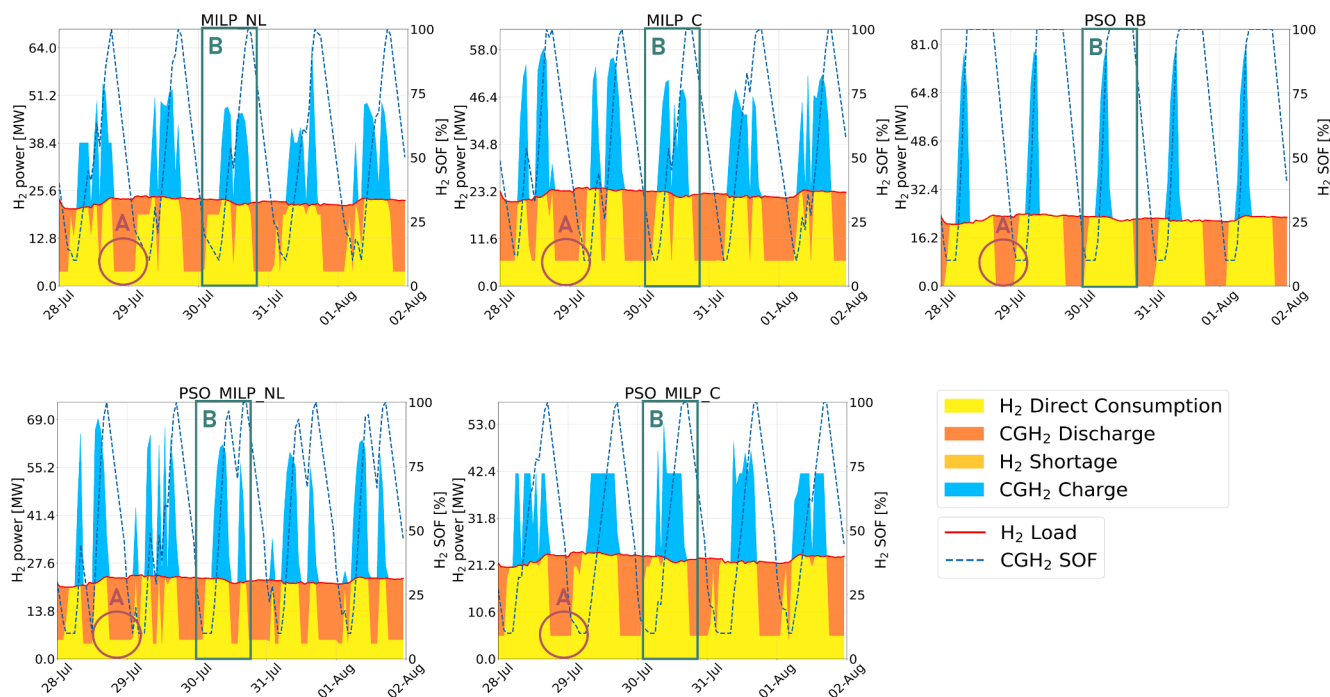 MILP_NL
H₂ power [MW]
64.0
51.2
38.4
25.6
12.8
0.0
100
75
50
25
0
H₂ SOF [%]
B
A
28-Jul
29-Jul
30-Jul
31-Jul
01-Aug
02-Aug
MILP_C
H₂ power [MW]
58.0
46.4
34.8
23.2
11.6
0.0
100
75
50
25
0
H₂ SOF [%]
B
A
28-Jul
29-Jul
30-Jul
31-Jul
01-Aug
02-Aug
PSO_RB
H₂ power [MW]
81.0
64.8
48.6
32.4
16.2
0.0
100
75
50
25
0
H₂ SOF [%]
B
A
28-Jul
29-Jul
30-Jul
31-Jul
01-Aug
02-Aug
PSO_MILP_NL
H₂ power [MW]
69.0
55.2
41.4
27.6
13.8
0.0
100
75
50
25
0
H₂ SOF [%]
B
A
28-Jul
29-Jul
30-Jul
31-Jul
01-Aug
02-Aug
PSO_MILP_C
H₂ power [MW]
53.0
42.4
31.8
21.2
10.6
0.0
100
75
50
25
0
H₂ SOF [%]
B
A
28-Jul
29-Jul
30-Jul
31-Jul
01-Aug
02-Aug
H₂ Direct Consumption
CGH₂ Discharge
H₂ Shortage
CGH₂ Charge
H₂ Load
CGH₂ SOF